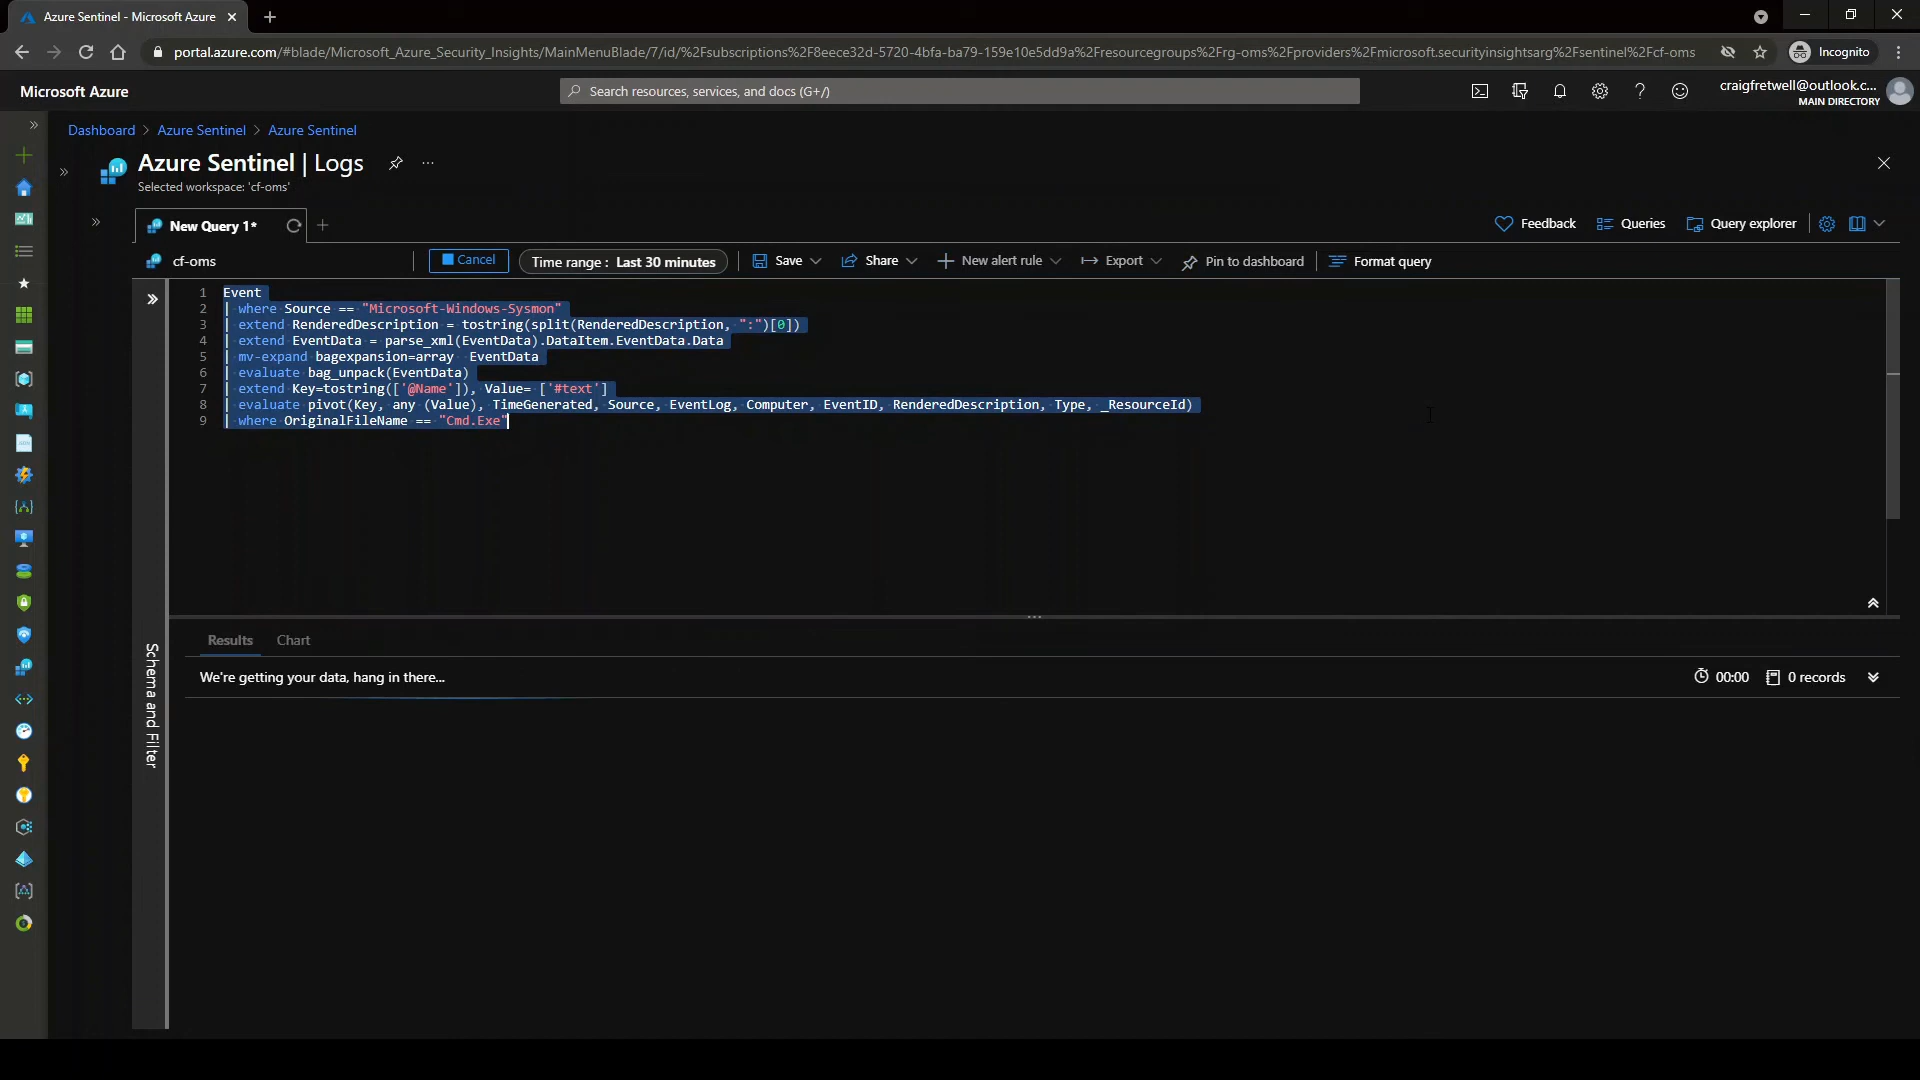 Azure Sentinel - Microsoft Azure
portal.azure.com/#blade/Microsoft_Azure_Security_Insights/MainMenuBlade/7/id/%2Fsubscriptions%2F8eece32d-5720-4bfa-ba79-159e10e5dd9a%2Fresourcegroups%2Frg-oms%2Fproviders%2Fmicrosoft.securityinsightsarg%2Fsentinel%2Fcf-oms
Incognito
Microsoft Azure
Search resources, services, and docs (G+/)
craigfretwell@outlook.c...
MAIN DIRECTORY
Dashboard > Azure Sentinel > Azure Sentinel
Azure Sentinel | Logs
Selected workspace: 'cf-oms'
New Query 1*
Feedback
Queries
Query explorer
cf-oms
Cancel
Time range : Last 30 minutes
Save
Share
New alert rule
Export
Pin to dashboard
Format query
1 Event
2 | where Source == "Microsoft-Windows-Sysmon"
3 | extend RenderedDescription = tostring(split(RenderedDescription, ":")[0])
4 | extend EventData = parse_xml(EventData).DataItem.EventData.Data
5 | mv-expand bagexpansion=array  EventData
6 | evaluate bag_unpack(EventData)
7 | extend Key=tostring(['@Name']), Value= ['#text']
8 | evaluate pivot(Key, any (Value), TimeGenerated, Source, EventLog, Computer, EventID, RenderedDescription, Type, _ResourceId)
9 | where OriginalFileName == "Cmd.Exe"
Schema and Filter
Results
Chart
We're getting your data, hang in there...
00:00
0 records